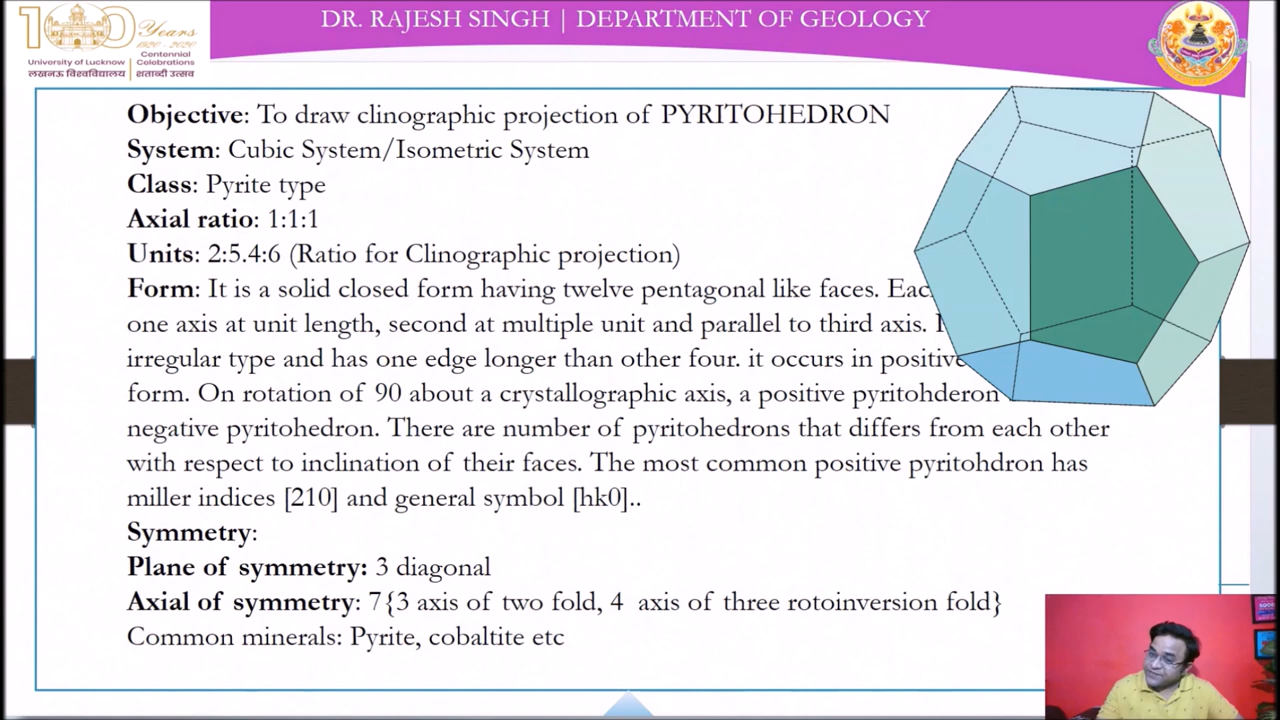 DR. RAJESH SINGH | DEPARTMENT OF GEOLOGY
100 Years
1920-2020
Centennial
University of Lucknow Celebrations
लखनऊ विश्वविद्यालय शताब्दी उत्सव
Objective: To draw clinographic projection of PYRITOHEDRON
System: Cubic System/Isometric System
Class: Pyrite type
Axial ratio: 1:1:1
Units: 2:5.4:6 (Ratio for Clinographic projection)
Form: It is a solid closed form having twelve pentagonal like faces.
one axis at unit length, second at multiple unit and parallel to third axis.
irregular type and has one edge longer than other four. it occurs in positive
form. On rotation of 90 about a crystallographic axis, a positive pyritohderon
negative pyritohedron. There are number of pyritohedrons that differs from each other
with respect to inclination of their faces. The most common positive pyritohdron has
miller indices [210] and general symbol [hk0]..
Symmetry:
Plane of symmetry: 3 diagonal
Axial of symmetry: 7{3 axis of two fold, 4 axis of three rotoinversion fold}
Common minerals: Pyrite, cobaltite etc